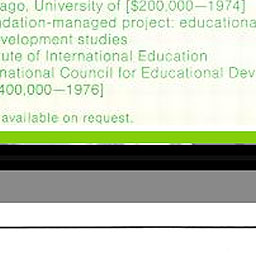 ago, University of [$200,000—1974]
dation-managed project: educationa
velopment studies
ute of International Education
national Council for Educational Dev
400,000—1976]
available on request.